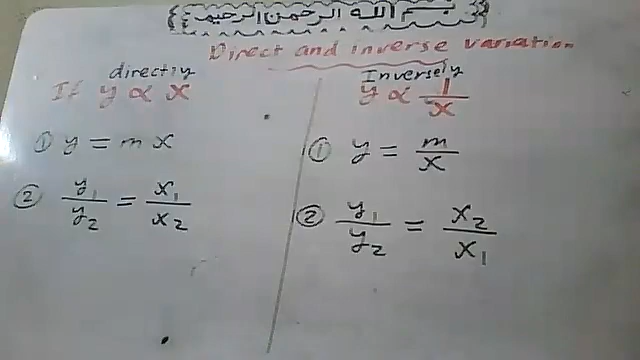 بسم الله الرحمن الرحيم
Direct and inverse variation
directly
If y ∝ x
① y = m x
② y₁/y₂ = x₁/x₂
Inversely
y ∝ 1/x
① y = m/x
② y₁/y₂ = x₂/x₁